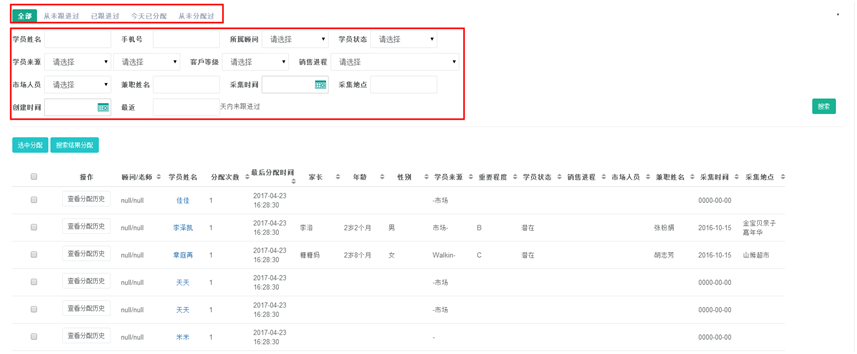 全部 从未跟进过 已跟进过 今天已分配 从未分配过
学员姓名 手机号 所属顾问 请选择 学员状态 请选择
学员来源 请选择 请选择 客户等级 请选择 销售进程 请选择
市场人员 请选择 兼职姓名 采集时间 采集地点
创建时间 最近 天内未跟进过
搜索
选中分配 搜索结果分配
操作 顾问/老师 学员姓名 分配次数 最后分配时间 家长 年龄 性别 学员来源 重要程度 学员状态 销售进程 市场人员 兼职姓名 采集时间 采集地点
查看分配历史 null/null 佳佳 1 2017-04-23 16:28:30 -市场 0000-00-00
查看分配历史 null/null 李泽凯 1 2017-04-23 16:28:30 李洛 2岁2个月 男 市场- B 潜在 张粉娟 2016-10-15 金宝贝亲子嘉年华
查看分配历史 null/null 章庭菁 1 2017-04-23 16:28:30 糖糖妈 2岁8个月 女 Walkin- C 潜在 胡志芳 2016-10-15 山姆超市
查看分配历史 null/null 天天 1 2017-04-23 16:28:30 -市场 0000-00-00
查看分配历史 null/null 天天 1 2017-04-23 16:28:30 -市场 0000-00-00
查看分配历史 null/null 米米 1 2017-04-23 16:28:30 - 0000-00-00